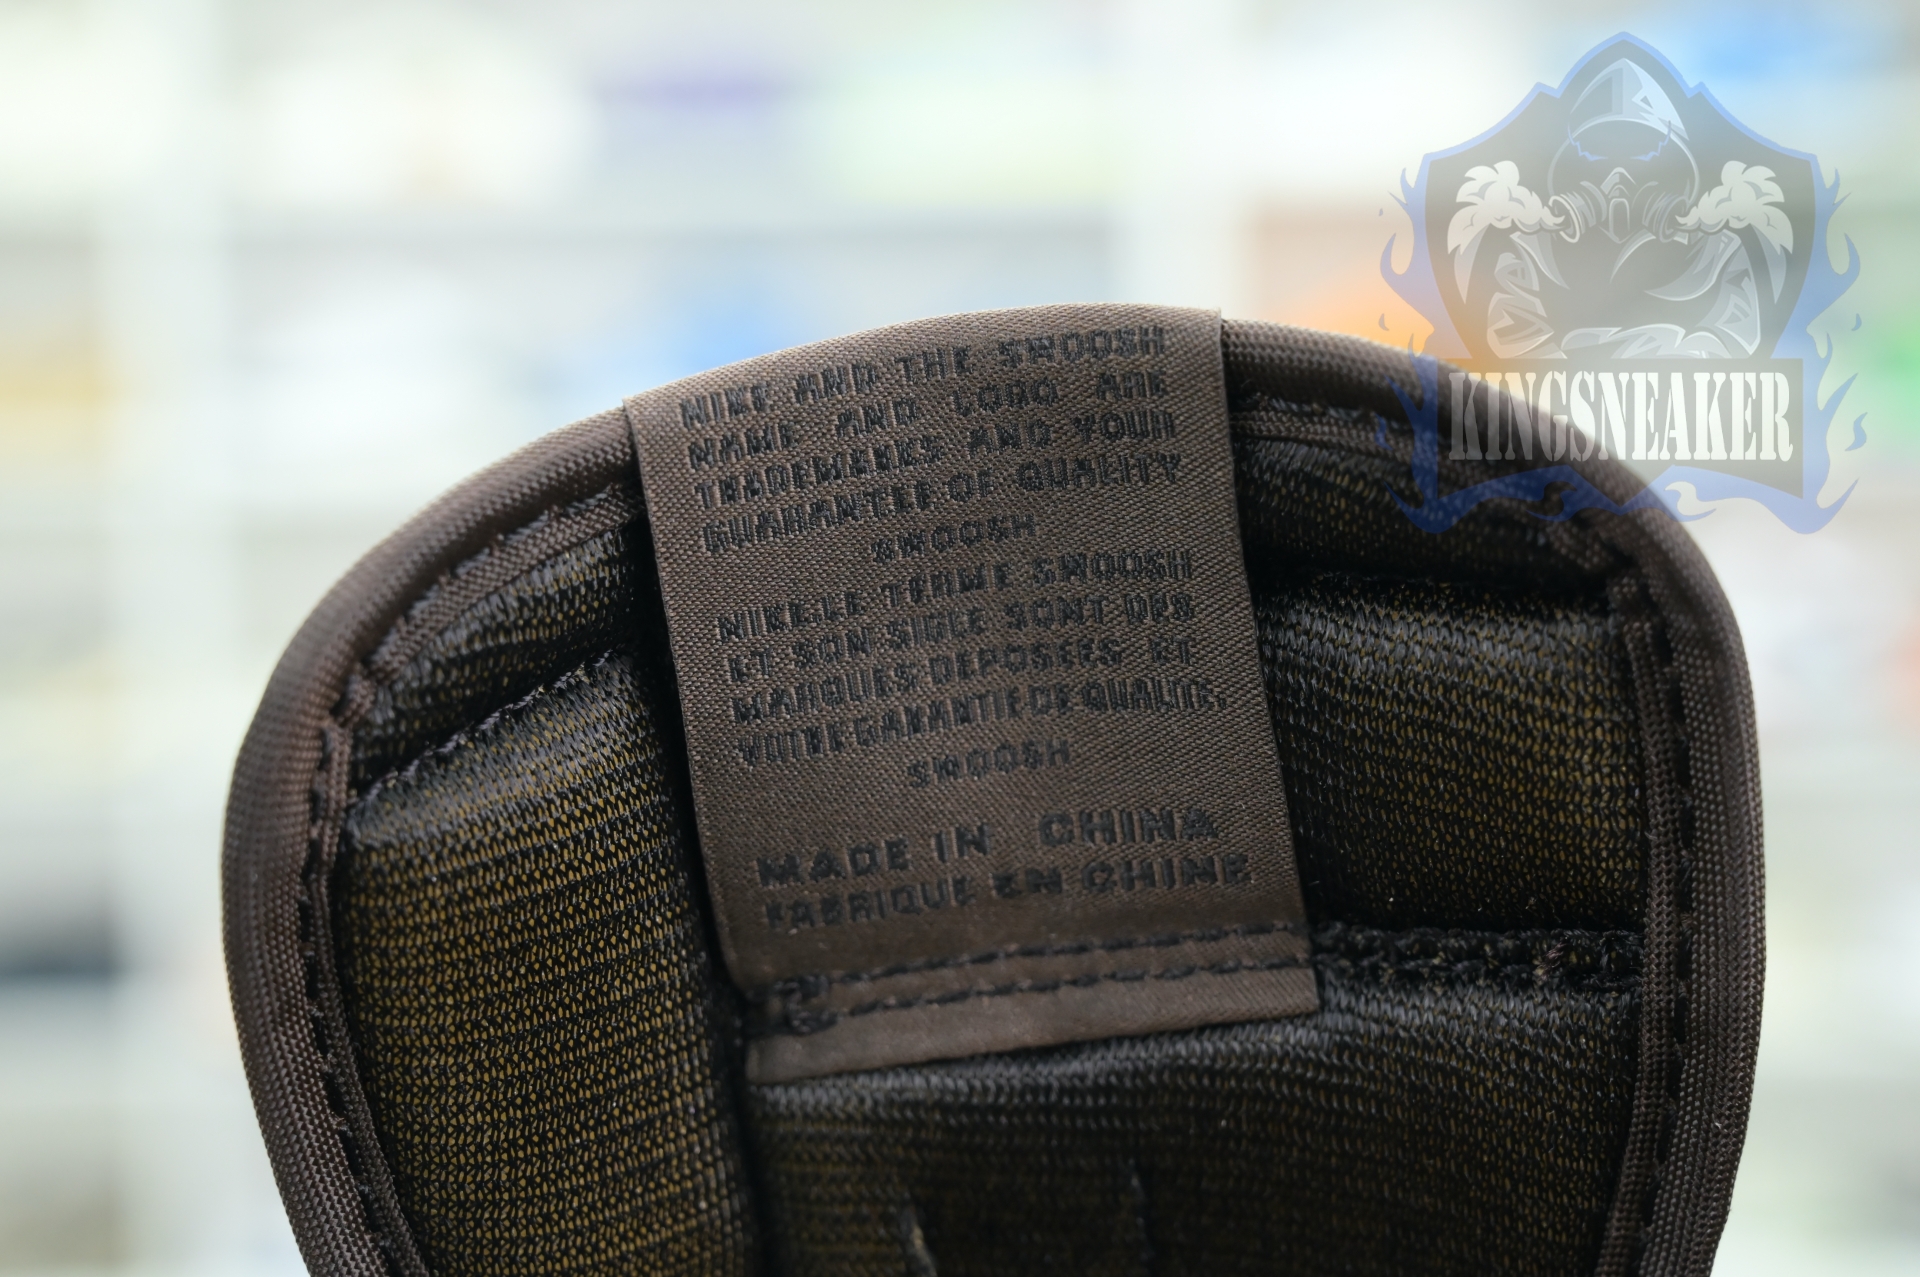 NIKE AND THE SWOOSH
NAME AND LOGO ARE
TRADEMARKS AND YOUR
GUARANTEE OF QUALITY
SWOOSH
NIKE.LE TERME SWOOSH
ET SON SIGLE SONT DES
MARQUES DEPOSEES ET
VOTRE GARANTIE DE QUALITE.
SWOOSH
MADE IN CHINA
FABRIQUE EN CHINE
KINGSNEAKER